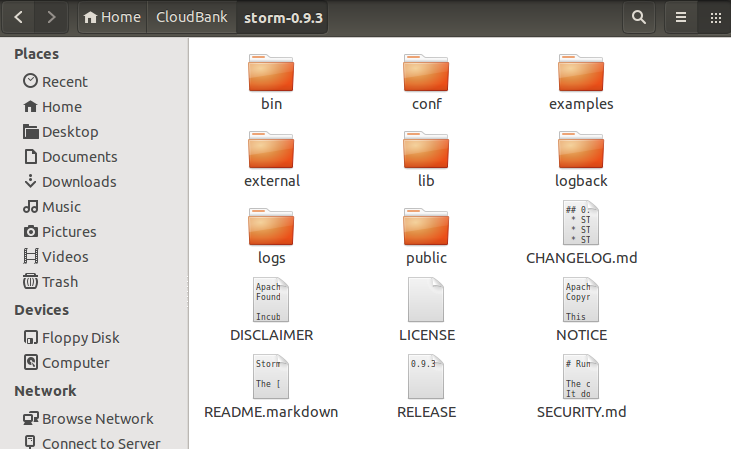 Home CloudBank storm-0.9.3
Places
Recent
Home
Desktop
Documents
Downloads
Music
Pictures
Videos
Trash
Devices
Floppy Disk
Computer
Network
Browse Network
Connect to Server
bin conf examples
external lib logback
logs public
## 0.
* ST
* ST
* ST
CHANGELOG.md
Apach
Found
Incub
DISCLAIMER
LICENSE
Apach
Copyr
This
NOTICE
Storm
The [
README.markdown
0.9.3
RELEASE
# Run
The c
It do
SECURITY.md